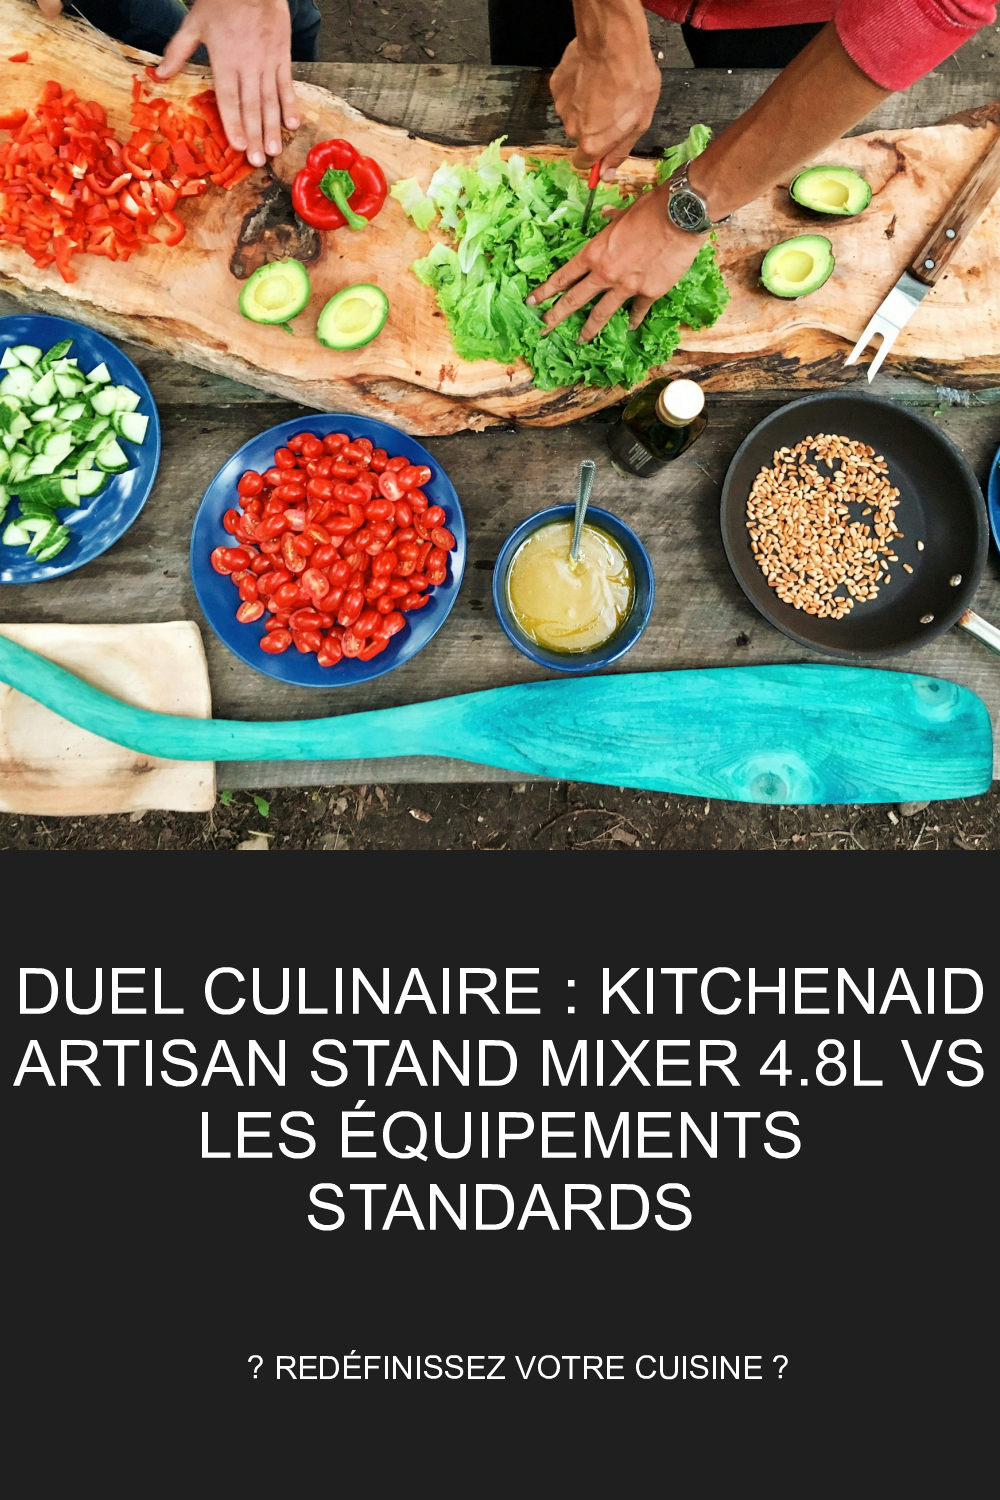 DUEL CULINAIRE : KITCHENAID
ARTISAN STAND MIXER 4.8L VS
LES ÉQUIPEMENTS
STANDARDS
? REDÉFINISSEZ VOTRE CUISINE ?